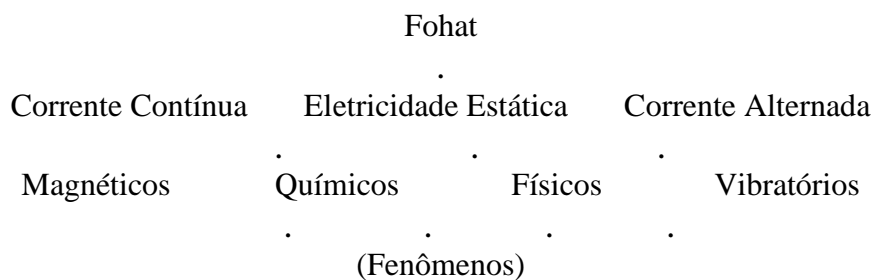 Fohat
.
Corrente Contínua Eletricidade Estática Corrente Alternada
. . .
Magnéticos Químicos Físicos Vibratórios
. . . .
(Fenômenos)